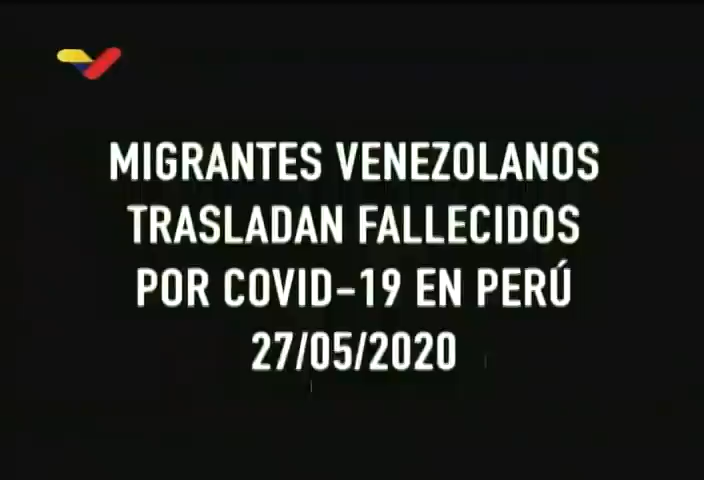 MIGRANTES VENEZOLANOS
TRASLADAN FALLECIDOS
POR COVID-19 EN PERÚ
27/05/2020